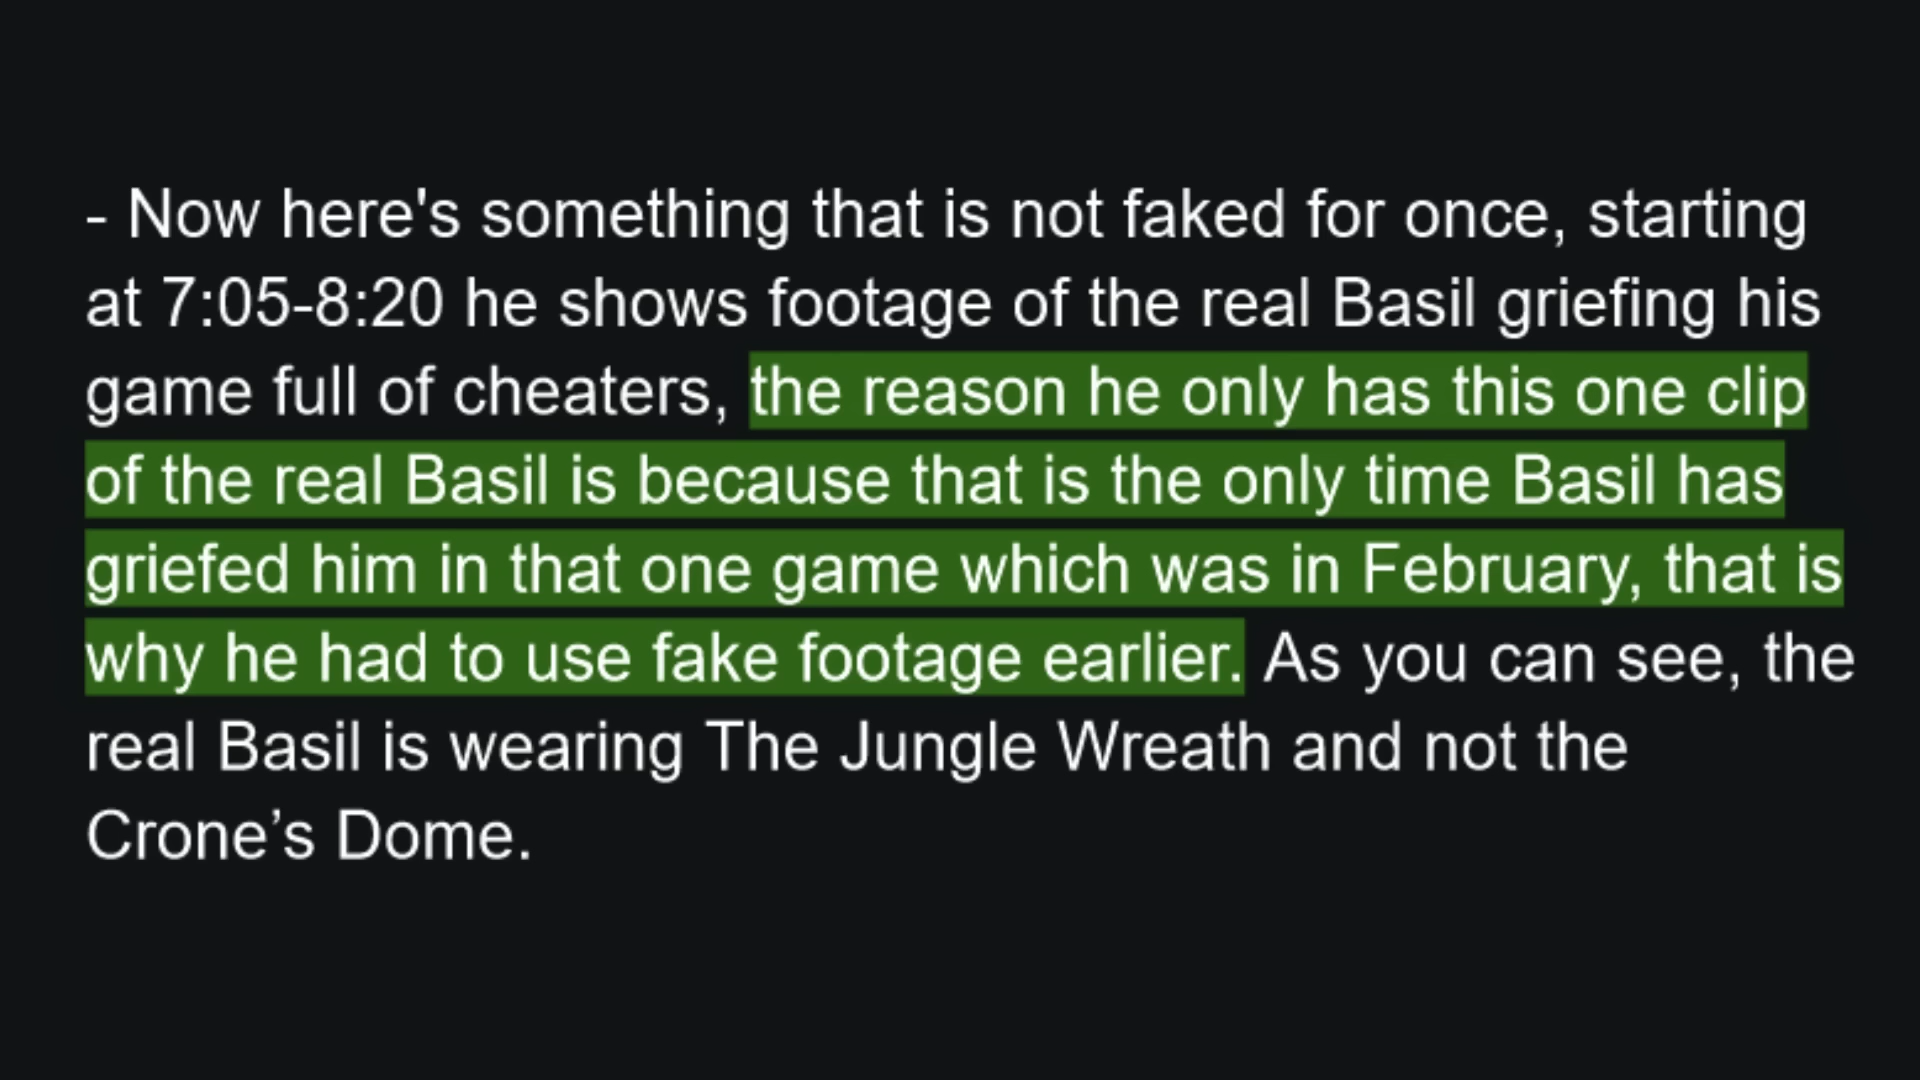 - Now here's something that is not faked for once, starting
at 7:05-8:20 he shows footage of the real Basil griefing his
game full of cheaters, the reason he only has this one clip
of the real Basil is because that is the only time Basil has
griefed him in that one game which was in February, that is
why he had to use fake footage earlier. As you can see, the
real Basil is wearing The Jungle Wreath and not the
Crone’s Dome.